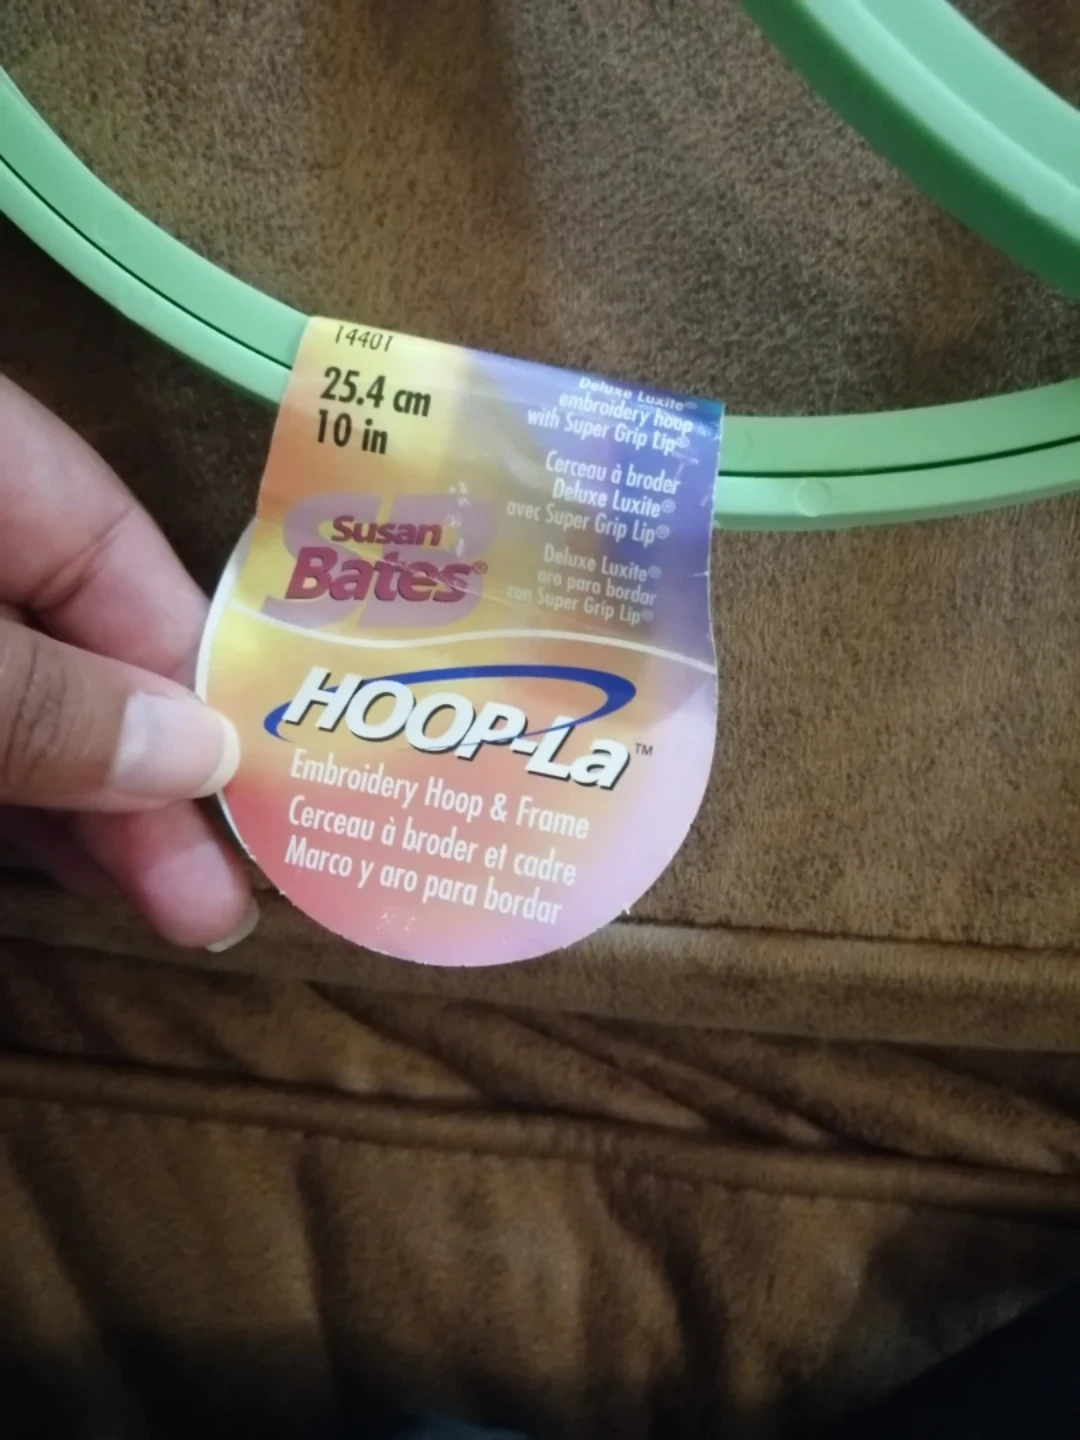 14401
25.4 cm
10 in
Deluxe Luxite®
embroidery hoop
with Super Grip Lip®
Cerceau à broder
Deluxe Luxite®
avec Super Grip Lip®
Deluxe Luxite®
aro para bordar
con Super Grip Lip®
SB
Susan
Bates®
HOOP-La™
Embroidery Hoop & Frame
Cerceau à broder et cadre
Marco y aro para bordar